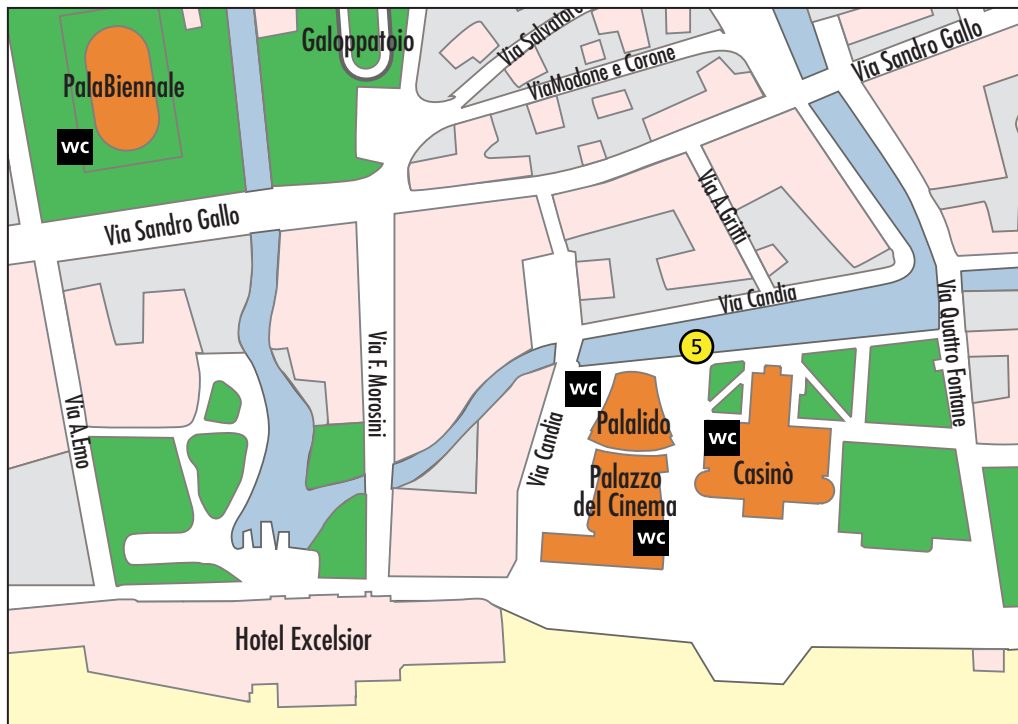 Galoppatoio
Via Salvatore
Via Sandro Gallo
PalaBiennale
ViaModone e Corone
wc
Via A.Gritti
Via Sandro Gallo
Via Candia
Via Quattro Fontane
5
Via F. Morosini
wc
Via A.Emo
Palalido
wc
Via Candia
Palazzo
del Cinema
Casinò
wc
Hotel Excelsior